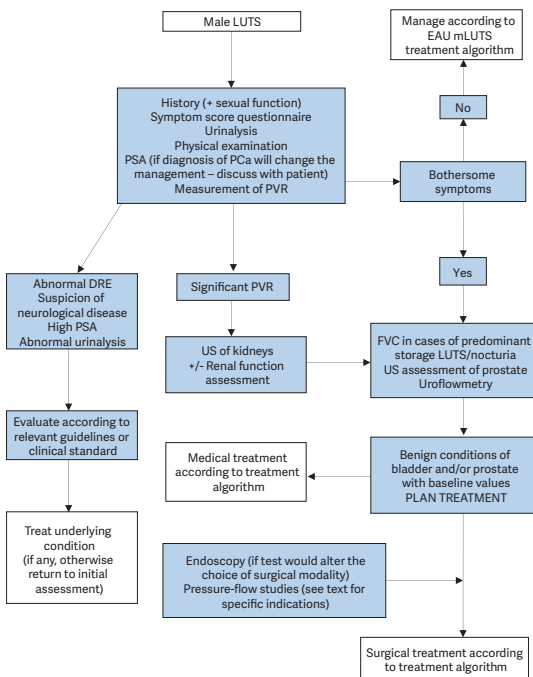 Male LUTS
Manage according to
EAU mLUTS
treatment algorithm
No
History (+ sexual function)
Symptom score questionnaire
Urinalysis
Physical examination
PSA (if diagnosis of PCa will change the
management – discuss with patient)
Measurement of PVR
Bothersome
symptoms
Abnormal DRE
Suspicion of
neurological disease
High PSA
Abnormal urinalysis
Significant PVR
Yes
US of kidneys
+/- Renal function
assessment
FVC in cases of predominant
storage LUTS/nocturia
US assessment of prostate
Uroflowmetry
Evaluate according to
relevant guidelines or
clinical standard
Medical treatment
according to treatment
algorithm
Benign conditions of
bladder and/or prostate
with baseline values
PLAN TREATMENT
Treat underlying
condition
(if any, otherwise
return to initial
assessment)
Endoscopy (if test would alter the
choice of surgical modality)
Pressure-flow studies (see text for
specific indications)
Surgical treatment according
to treatment algorithm